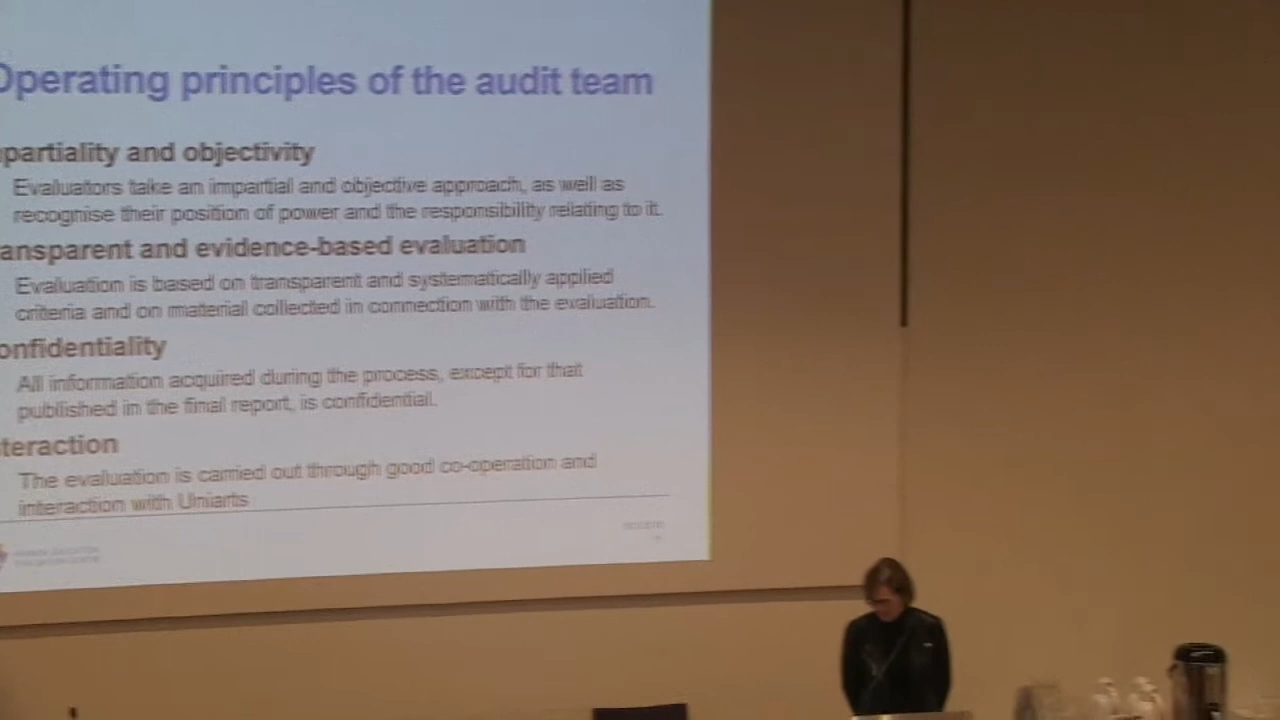 Operating principles of the audit team
partiality and objectivity
Evaluators take an impartial and objective approach, as well as
recognise their position of power and the responsibility relating to it.
ansparent and evidence-based evaluation
Evaluation is based on transparent and systematically applied
criteria and on material collected in connection with the evaluation.
onfidentiality
All information acquired during the process, except for that
published in the final report, is confidential.
teraction
The evaluation is carried out through good co-operation and
interaction with Uniarts